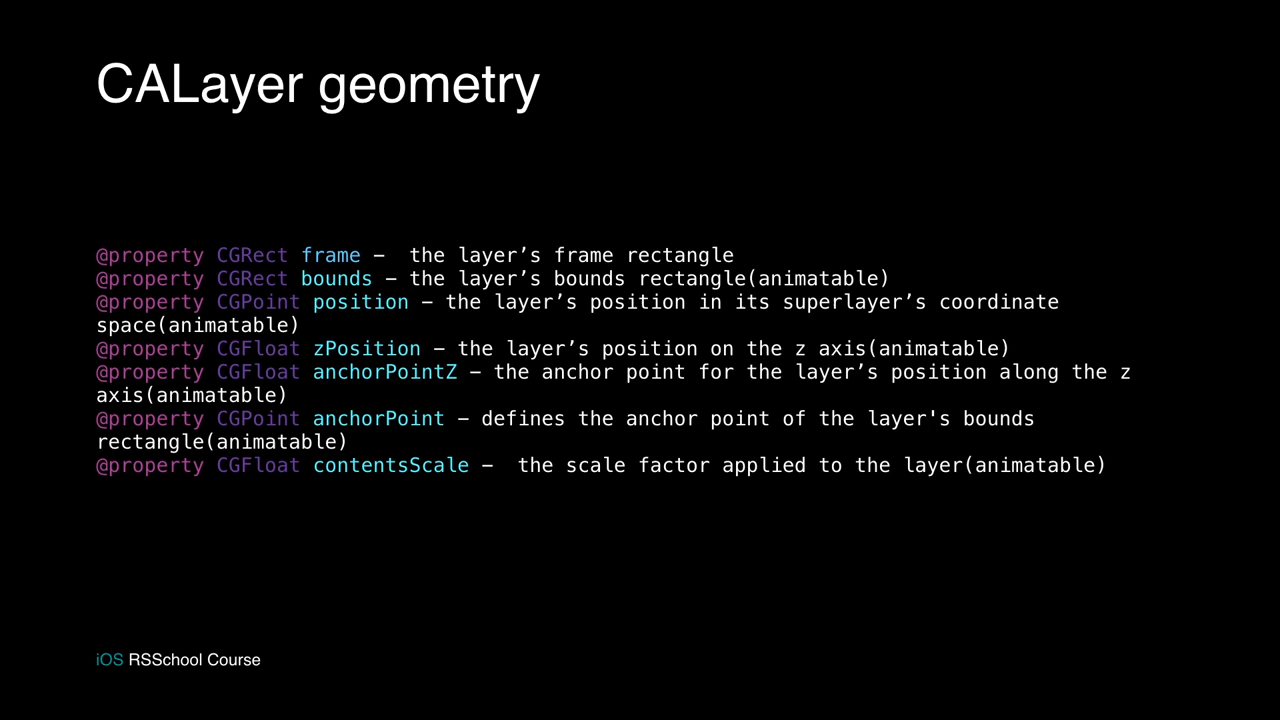 CALayer geometry
@property CGRect frame –  the layer’s frame rectangle
@property CGRect bounds – the layer’s bounds rectangle(animatable)
@property CGPoint position – the layer’s position in its superlayer’s coordinate
space(animatable)
@property CGFloat zPosition – the layer’s position on the z axis(animatable)
@property CGFloat anchorPointZ – the anchor point for the layer’s position along the z
axis(animatable)
@property CGPoint anchorPoint – defines the anchor point of the layer's bounds
rectangle(animatable)
@property CGFloat contentsScale –  the scale factor applied to the layer(animatable)
iOS RSSchool Course